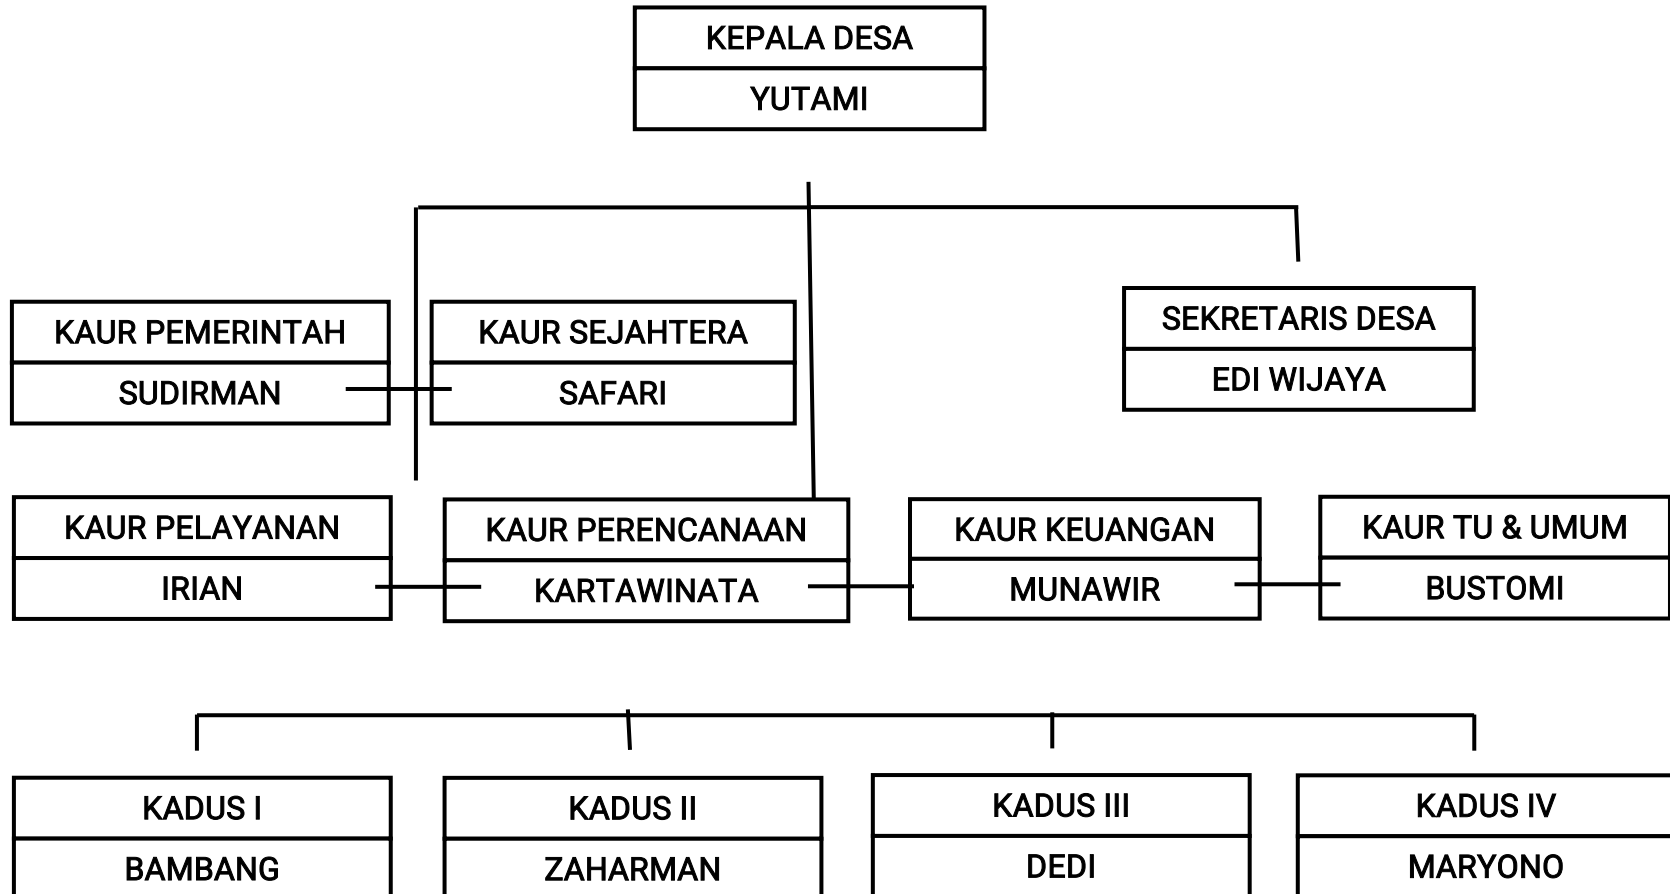 KEPALA DESA
YUTAMI
KAUR PEMERINTAH
SUDIRMAN
KAUR SEJAHTERA
SAFARI
SEKRETARIS DESA
EDI WIJAYA
KAUR PELAYANAN
IRIAN
KAUR PERENCANAAN
KARTAWINATA
KAUR KEUANGAN
MUNAWIR
KAUR TU & UMUM
BUSTOMI
KADUS I
BAMBANG
KADUS II
ZAHARMAN
KADUS III
DEDI
KADUS IV
MARYONO